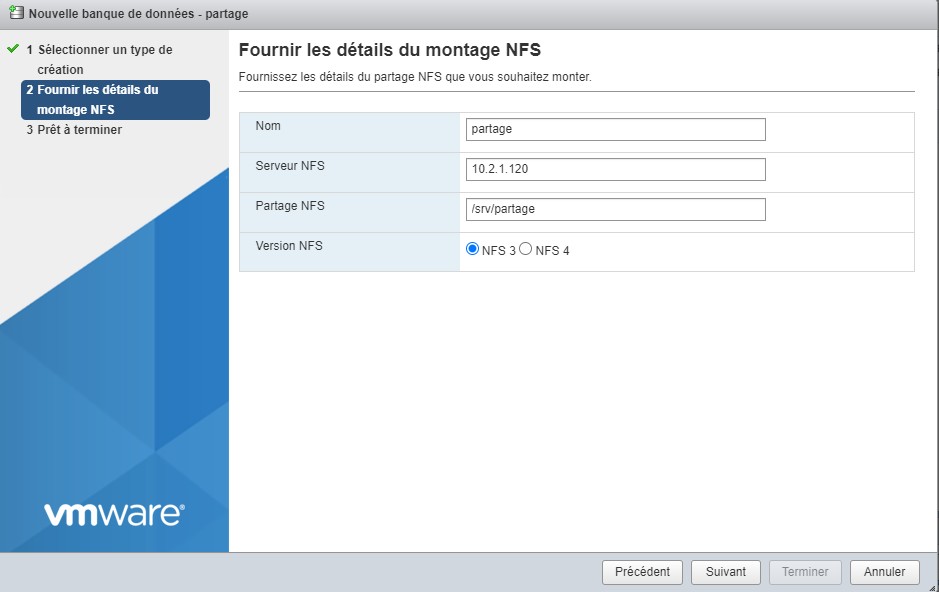 Nouvelle banque de données - partage
1 Sélectionner un type de
création
2 Fournir les détails du
montage NFS
3 Prêt à terminer
Fournir les détails du montage NFS
Fournissez les détails du partage NFS que vous souhaitez monter.
Nom
partage
Serveur NFS
10.2.1.120
Partage NFS
/srv/partage
Version NFS
NFS 3 NFS 4
vmware®
Précédent Suivant Terminer Annuler